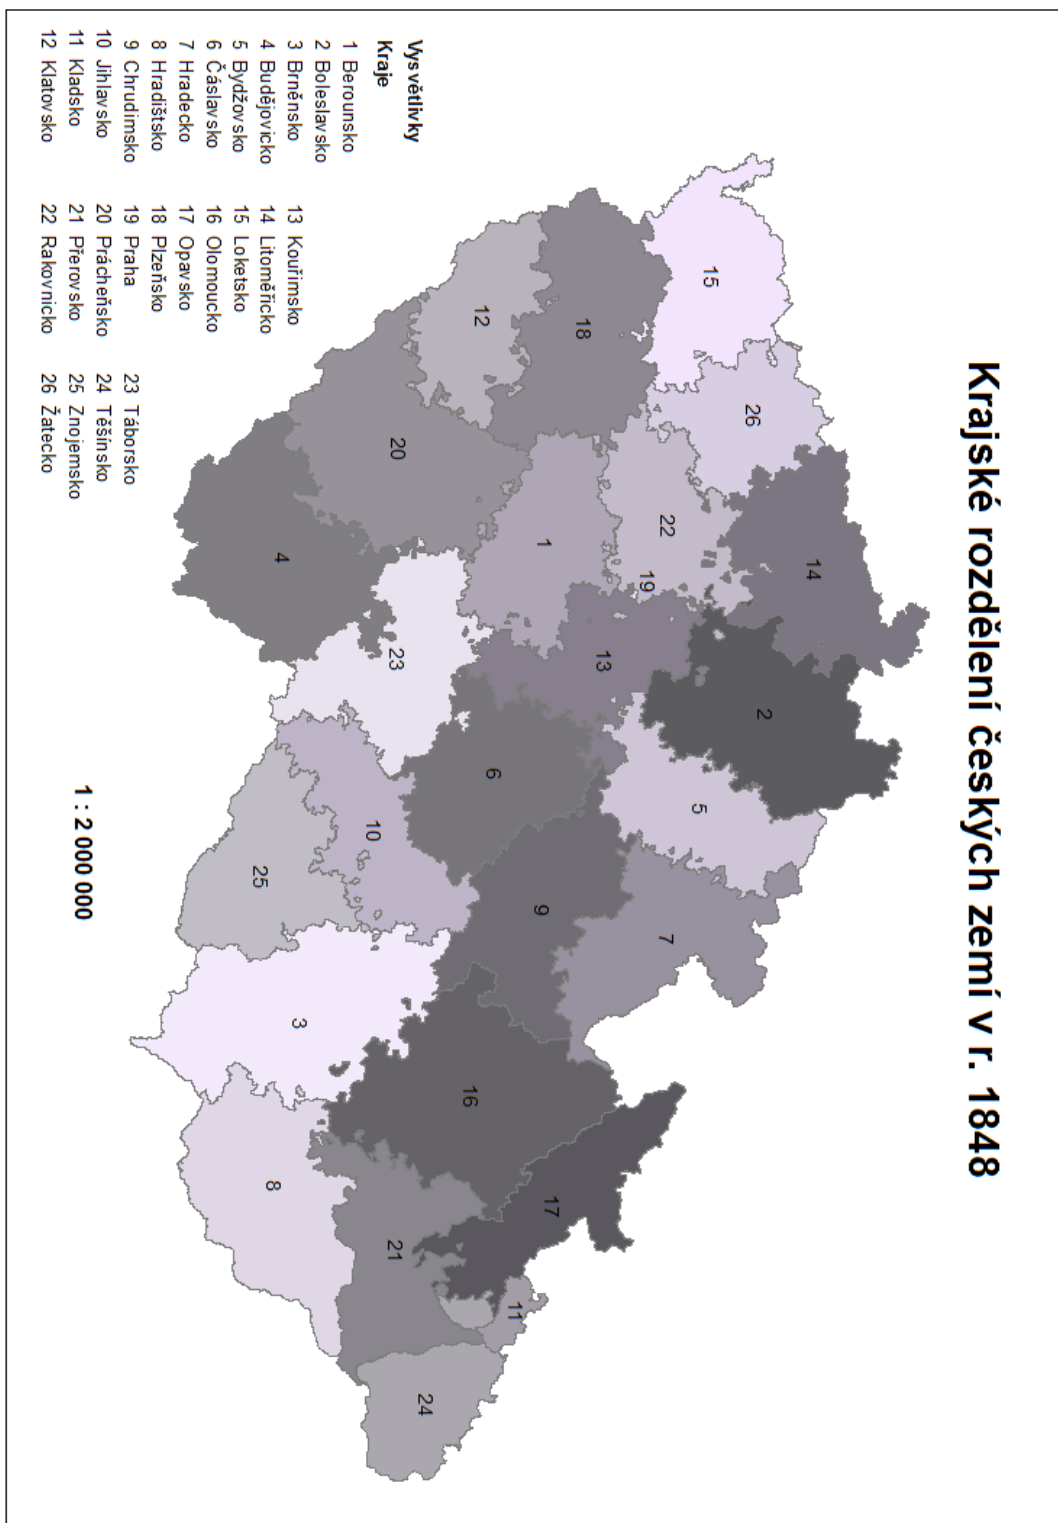 Krajské rozdělení českých zemí v r. 1848
15
26
14
18
12
22
19
20
1
4
13
2
23
6
5
10
25
9
7
3
16
8
17
21
11
24
Vysvětlivky
Kraje
1 Berounsko
2 Boleslavsko
3 Brněnsko
4 Budějovicko
5 Bydžovsko
6 Čáslavsko
7 Hradecko
8 Hradištsko
9 Chrudimsko
10 Jihlavsko
11 Kladsko
12 Klatovsko
13 Kouřimsko
14 Litoměřicko
15 Loketsko
16 Olomoucko
17 Opavsko
18 Plzeňsko
19 Praha
20 Prácheňsko
21 Přerovsko
22 Rakovnicko
23 Táborsko
24 Těšínsko
25 Znojemsko
26 Žatecko
1 : 2 000 000